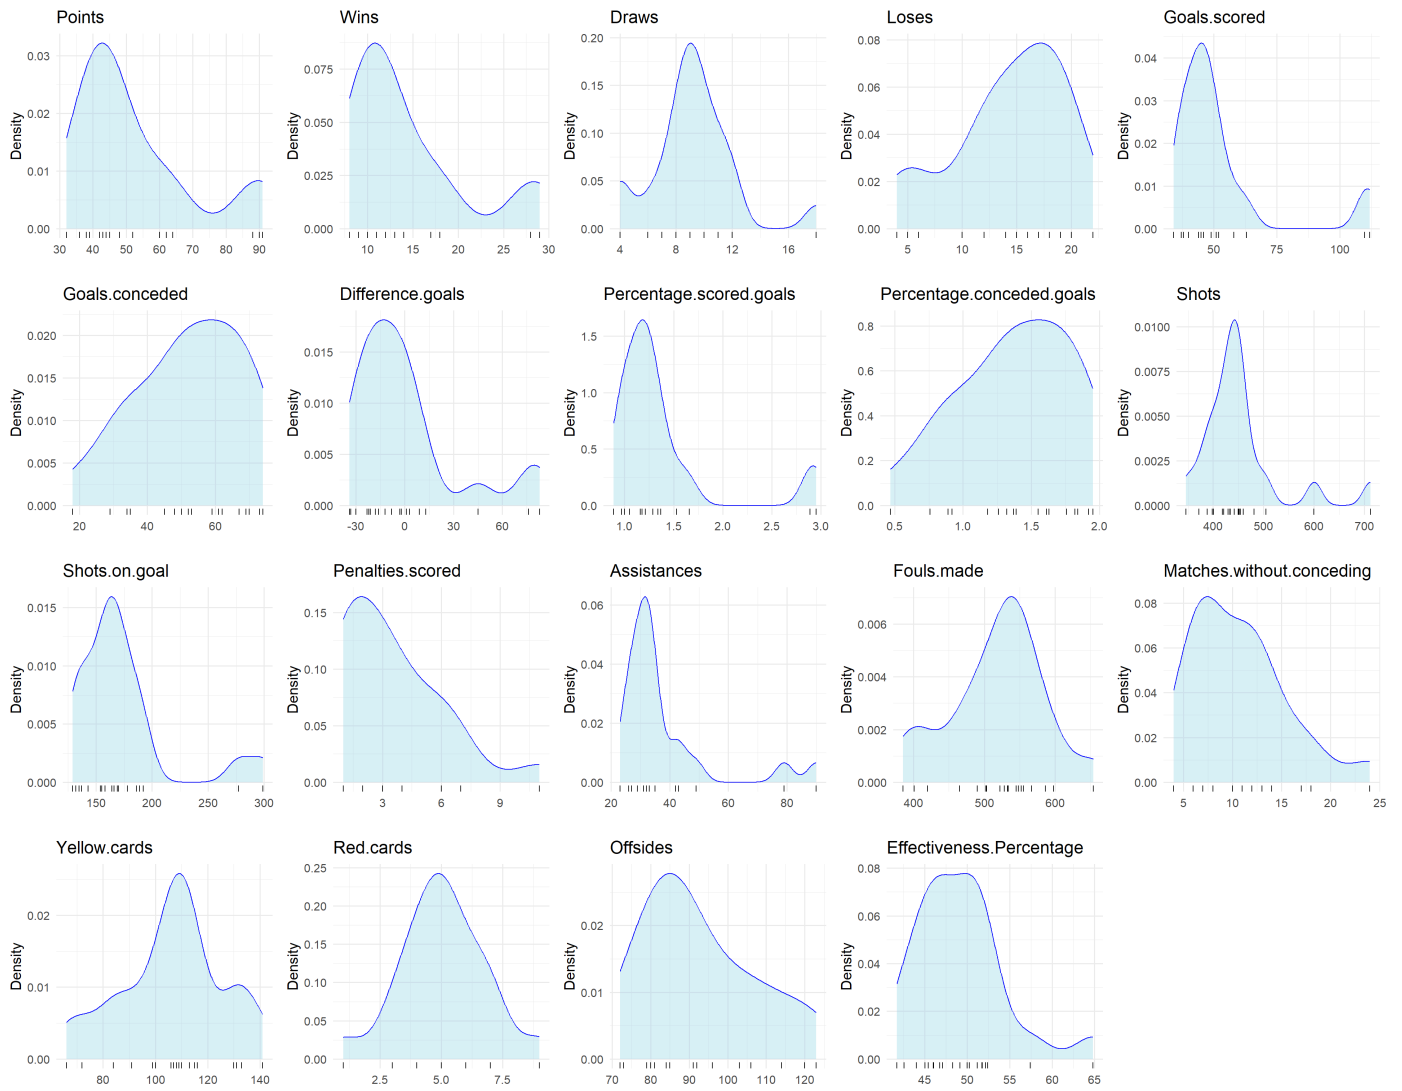 Points
Density
0.03
0.02
0.01
0.00
30 40 50 60 70 80 90
Wins
Density
0.075
0.050
0.025
0.000
10 20 30
Draws
Density
0.20
0.15
0.10
0.05
0.00
4 8 12 16
Loses
Density
0.08
0.06
0.04
0.02
0.00
5 10 15 20
Goals.scored
Density
0.04
0.03
0.02
0.01
0.00
50 75 100
Goals.conceded
Density
0.020
0.015
0.010
0.005
0.000
20 40 60
Difference.goals
Density
0.015
0.010
0.005
0.000
-30 0 30 60
Percentage.scored.goals
Density
1.5
1.0
0.5
0.0
1.0 1.5 2.0 2.5 3.0
Percentage.conceded.goals
Density
0.8
0.6
0.4
0.2
0.0
0.5 1.0 1.5 2.0
Shots
Density
0.0100
0.0075
0.0050
0.0025
0.0000
400 500 600 700
Shots.on.goal
Density
0.015
0.010
0.005
0.000
150 200 250 300
Penalties.scored
Density
0.15
0.10
0.05
0.00
3 6 9
Assistances
Density
0.06
0.04
0.02
0.00
20 40 60 80
Fouls.made
Density
0.006
0.004
0.002
0.000
400 500 600
Matches.without.conceding
Density
0.08
0.06
0.04
0.02
0.00
5 10 15 20 25
Yellow.cards
Density
0.02
0.01
0.00
80 100 120 140
Red.cards
Density
0.25
0.20
0.15
0.10
0.05
0.00
2.5 5.0 7.5
Offsides
Density
0.02
0.01
0.00
70 80 90 100 110 120
Effectiveness.Percentage
Density
0.08
0.06
0.04
0.02
0.00
45 50 55 60 65